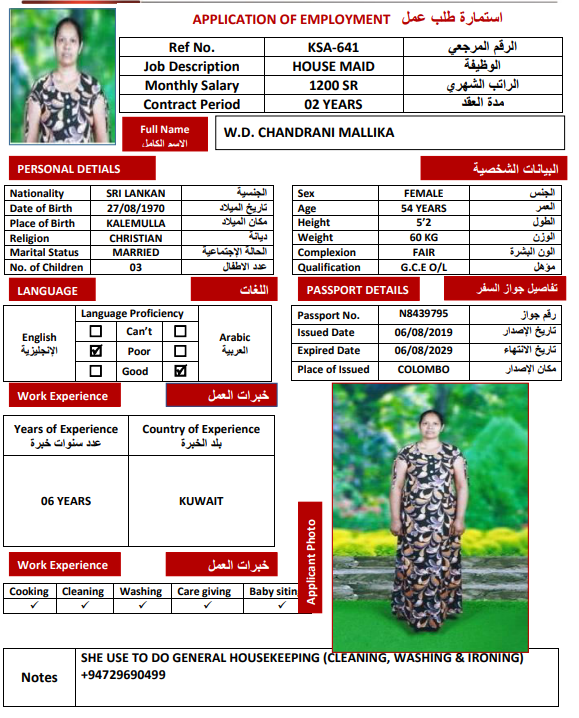 APPLICATION OF EMPLOYMENT استمارة طلب عمل
Ref No. KSA-641 الرقم المرجعي
Job Description HOUSE MAID الوظيفة
Monthly Salary 1200 SR الراتب الشهري
Contract Period 02 YEARS مدة العقد
Full Name W.D. CHANDRANI MALLIKA
الاسم الكامل
PERSONAL DETIALS البيانات الشخصية
Nationality SRI LANKAN الجنسية Sex FEMALE الجنس
Date of Birth 27/08/1970 تاريخ الميلاد Age 54 YEARS العمر
Place of Birth KALEMULLA مكان الميلاد Height 5’2 الطول
Religion CHRISTIAN ديانة Weight 60 KG الوزن
Marital Status MARRIED الحالة الإجتماعية Complexion FAIR الون البشرة
No. of Children 03 عدد الاطفال Qualification G.C.E O/L مؤهل
LANGUAGE اللغات PASSPORT DETAILS تفاصيل جواز السفر
Language Proficiency
English Can’t Arabic
الإنجليزية Poor العربية
Good
Passport No. N8439795 رقم جواز
Issued Date 06/08/2019 تاريخ الإصدار
Expired Date 06/08/2029 تاريخ الانتهاء
Place of Issued COLOMBO مكان الإصدار
Work Experience خبرات العمل
Years of Experience Country of Experience
عدد سنوات خبرة بلد الخبرة
06 YEARS KUWAIT
Applicant Photo
Work Experience خبرات العمل
Cooking Cleaning Washing Care giving Baby sitin
Notes SHE USE TO DO GENERAL HOUSEKEEPING (CLEANING, WASHING & IRONING)
+94729690499